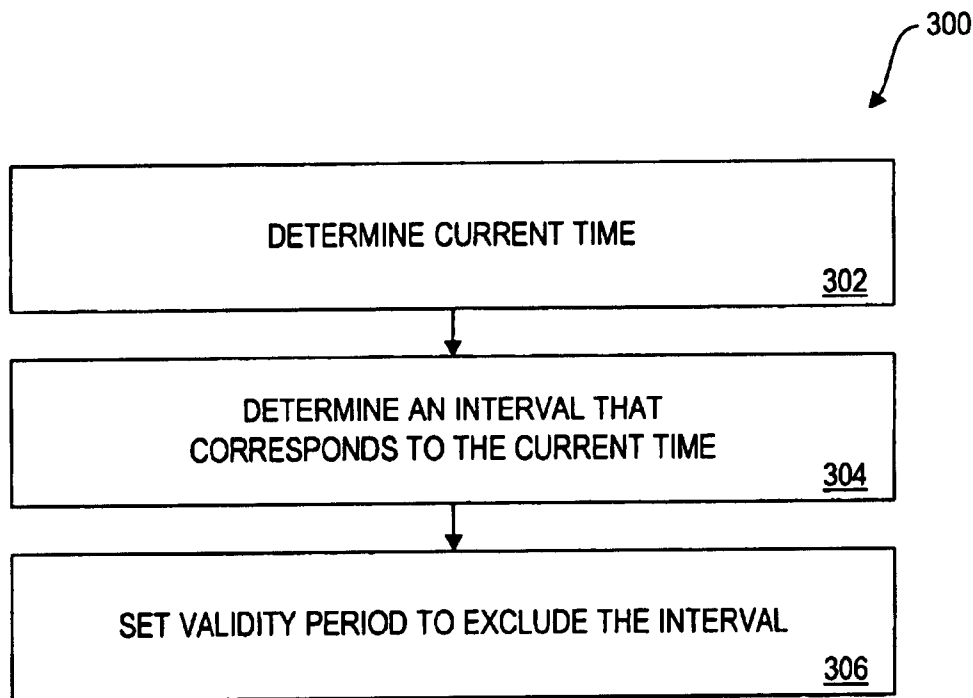 300
DETERMINE CURRENT TIME
302
DETERMINE AN INTERVAL THAT
CORRESPONDS TO THE CURRENT TIME
304
SET VALIDITY PERIOD TO EXCLUDE THE INTERVAL
306